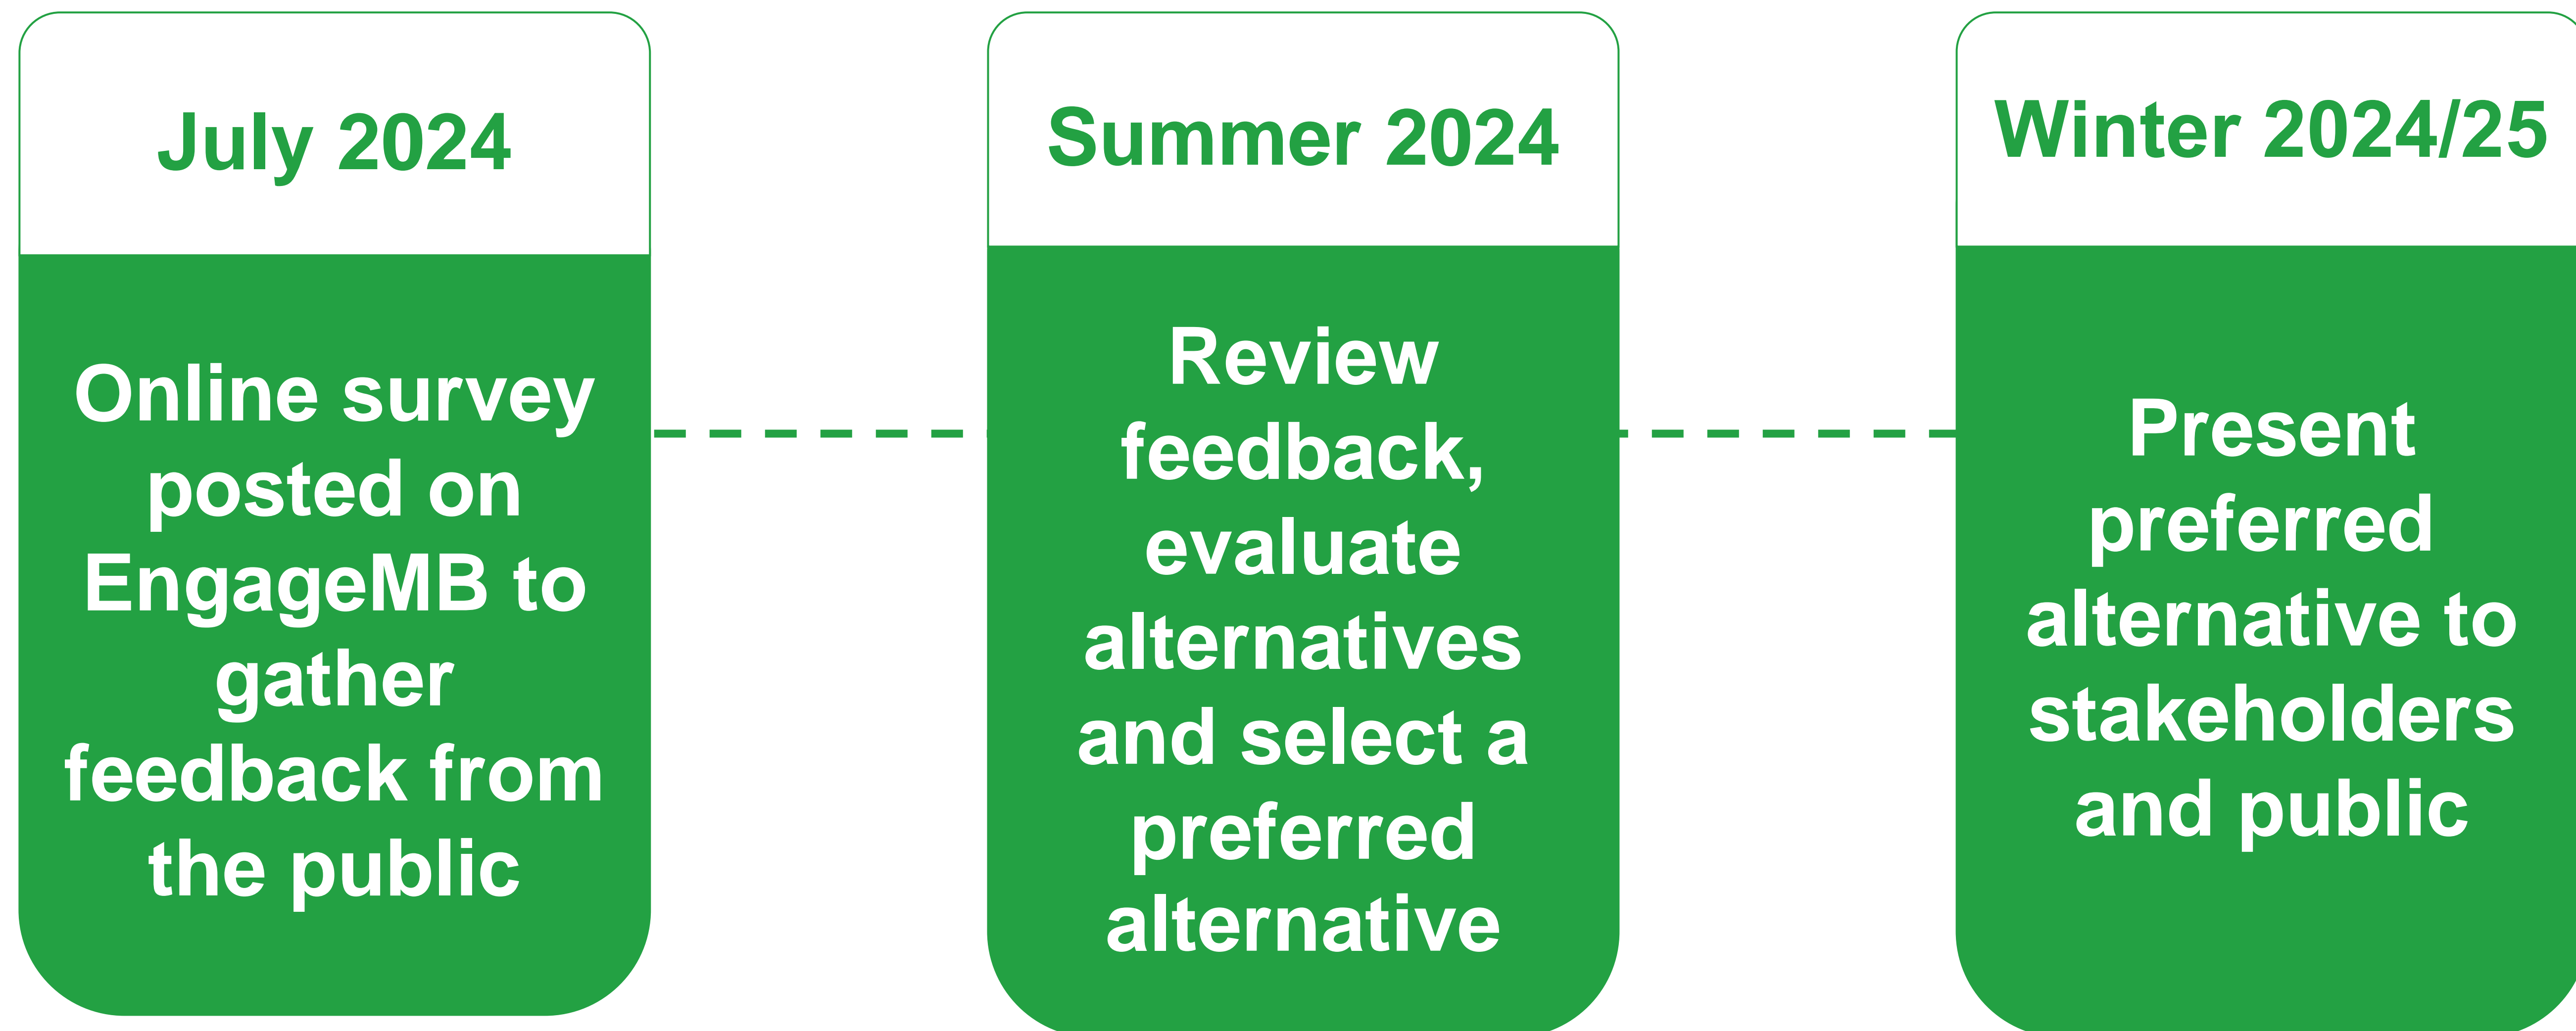 July 2024
Online survey
posted on
EngageMB to
gather
feedback from
the public
Summer 2024
Review
feedback,
evaluate
alternatives
and select a
preferred
alternative
Winter 2024/25
Present
preferred
alternative to
stakeholders
and public